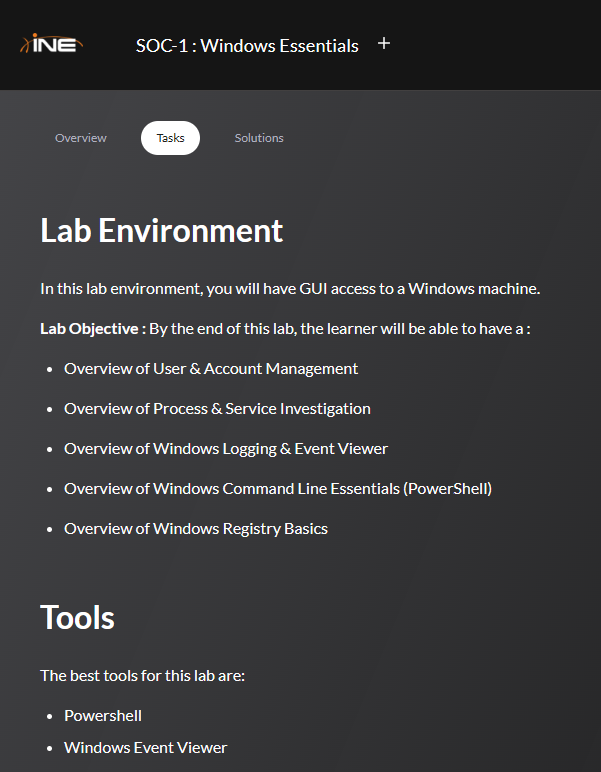 INE
SOC-1 : Windows Essentials +
Overview
Tasks
Solutions
Lab Environment
In this lab environment, you will have GUI access to a Windows machine.
Lab Objective : By the end of this lab, the learner will be able to have a :
• Overview of User & Account Management
• Overview of Process & Service Investigation
• Overview of Windows Logging & Event Viewer
• Overview of Windows Command Line Essentials (PowerShell)
• Overview of Windows Registry Basics
Tools
The best tools for this lab are:
• Powershell
• Windows Event Viewer